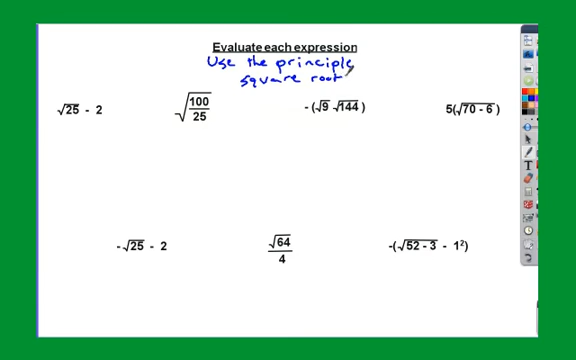 Evaluate each expression
Use the principle
square root
√25 - 2
√(100/25)
-(√9 √144)
5(√(70 - 6))
-√25 - 2
√64/4
-(√(52 - 3) - 1²)
T